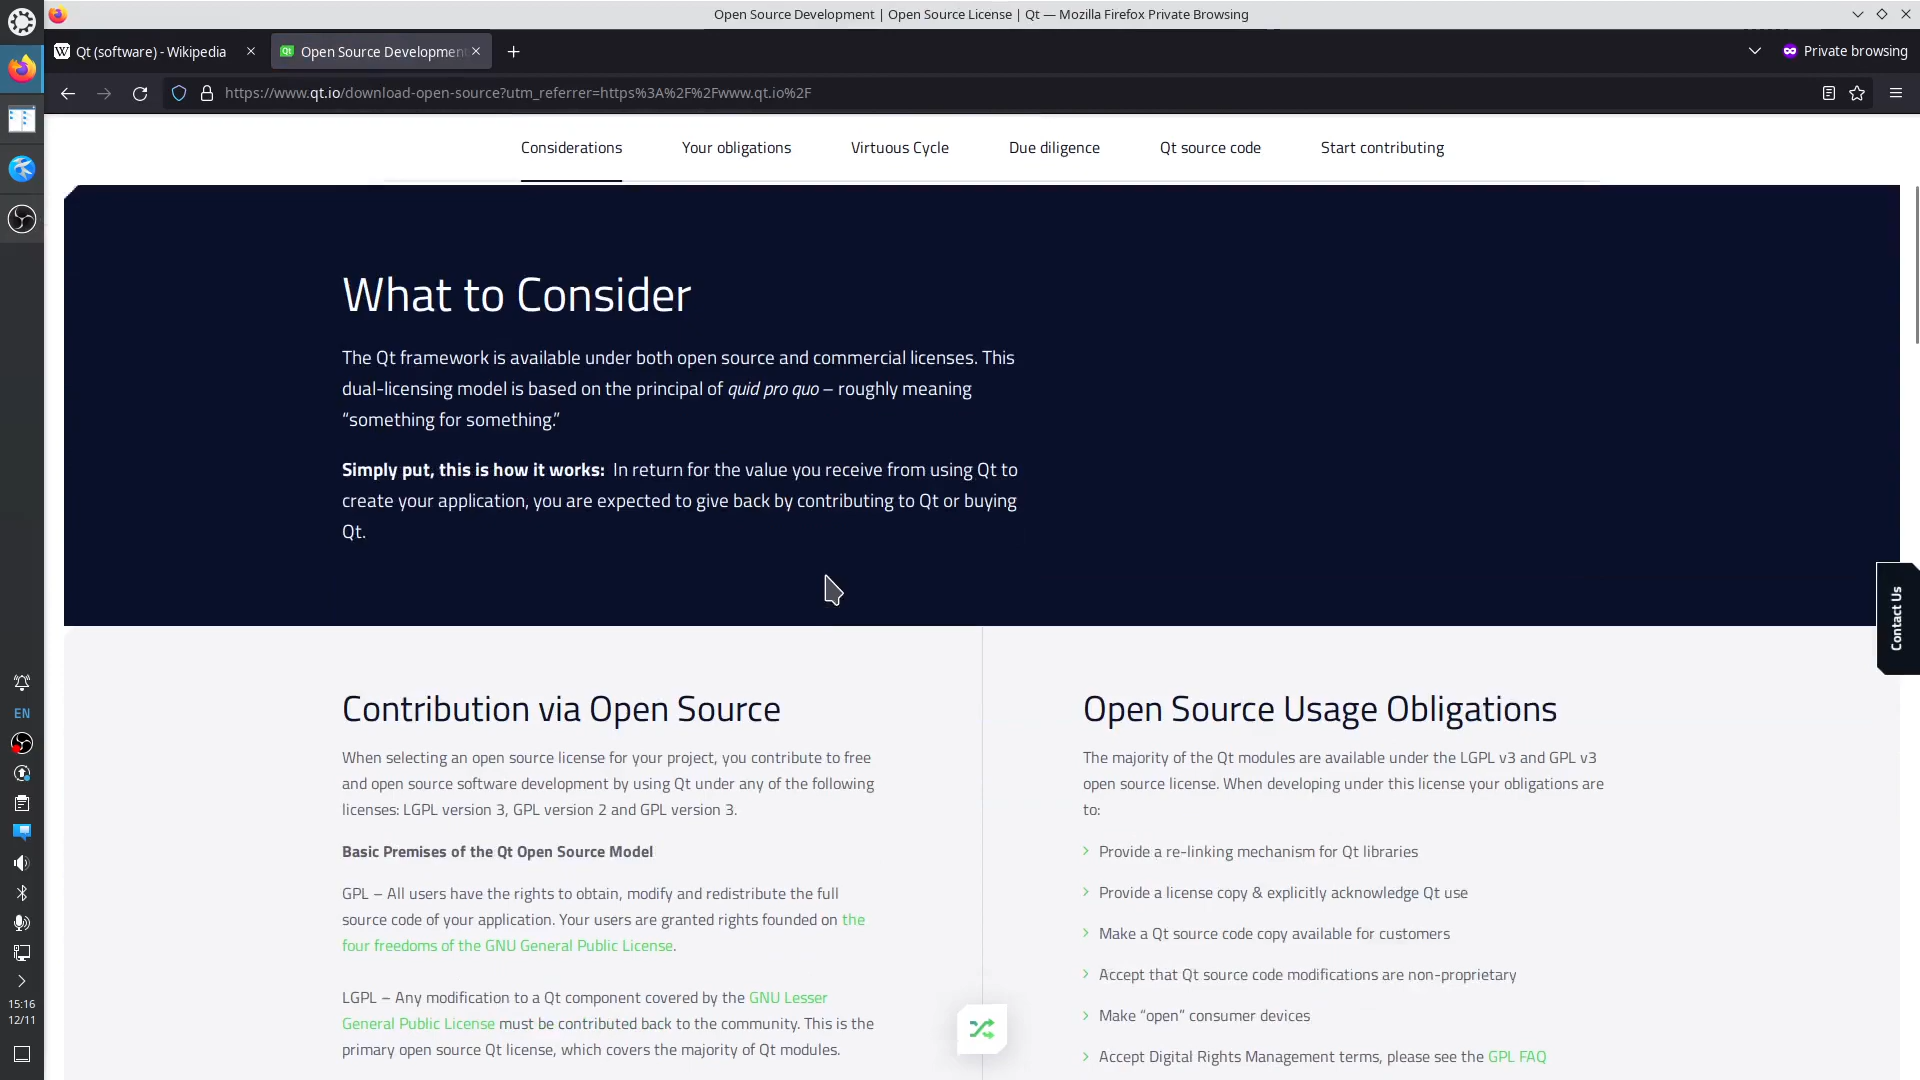 Open Source Development | Open Source License | Qt — Mozilla Firefox Private Browsing
Qt (software) - Wikipedia
Open Source Development
Private browsing
https://www.qt.io/download-open-source?utm_referrer=https%3A%2F%2Fwww.qt.io%2F
Considerations Your obligations Virtuous Cycle Due diligence Qt source code Start contributing
What to Consider
The Qt framework is available under both open source and commercial licenses. This
dual-licensing model is based on the principal of quid pro quo – roughly meaning
“something for something.”
Simply put, this is how it works: In return for the value you receive from using Qt to
create your application, you are expected to give back by contributing to Qt or buying
Qt.
Contact Us
Contribution via Open Source
When selecting an open source license for your project, you contribute to free
and open source software development by using Qt under any of the following
licenses: LGPL version 3, GPL version 2 and GPL version 3.
Basic Premises of the Qt Open Source Model
GPL – All users have the rights to obtain, modify and redistribute the full
source code of your application. Your users are granted rights founded on the
four freedoms of the GNU General Public License.
LGPL – Any modification to a Qt component covered by the GNU Lesser
General Public License must be contributed back to the community. This is the
primary open source Qt license, which covers the majority of Qt modules.
Open Source Usage Obligations
The majority of the Qt modules are available under the LGPL v3 and GPL v3
open source license. When developing under this license your obligations are
to:
Provide a re-linking mechanism for Qt libraries
Provide a license copy & explicitly acknowledge Qt use
Make a Qt source code copy available for customers
Accept that Qt source code modifications are non-proprietary
Make “open” consumer devices
Accept Digital Rights Management terms, please see the GPL FAQ
EN
15:16
12/11